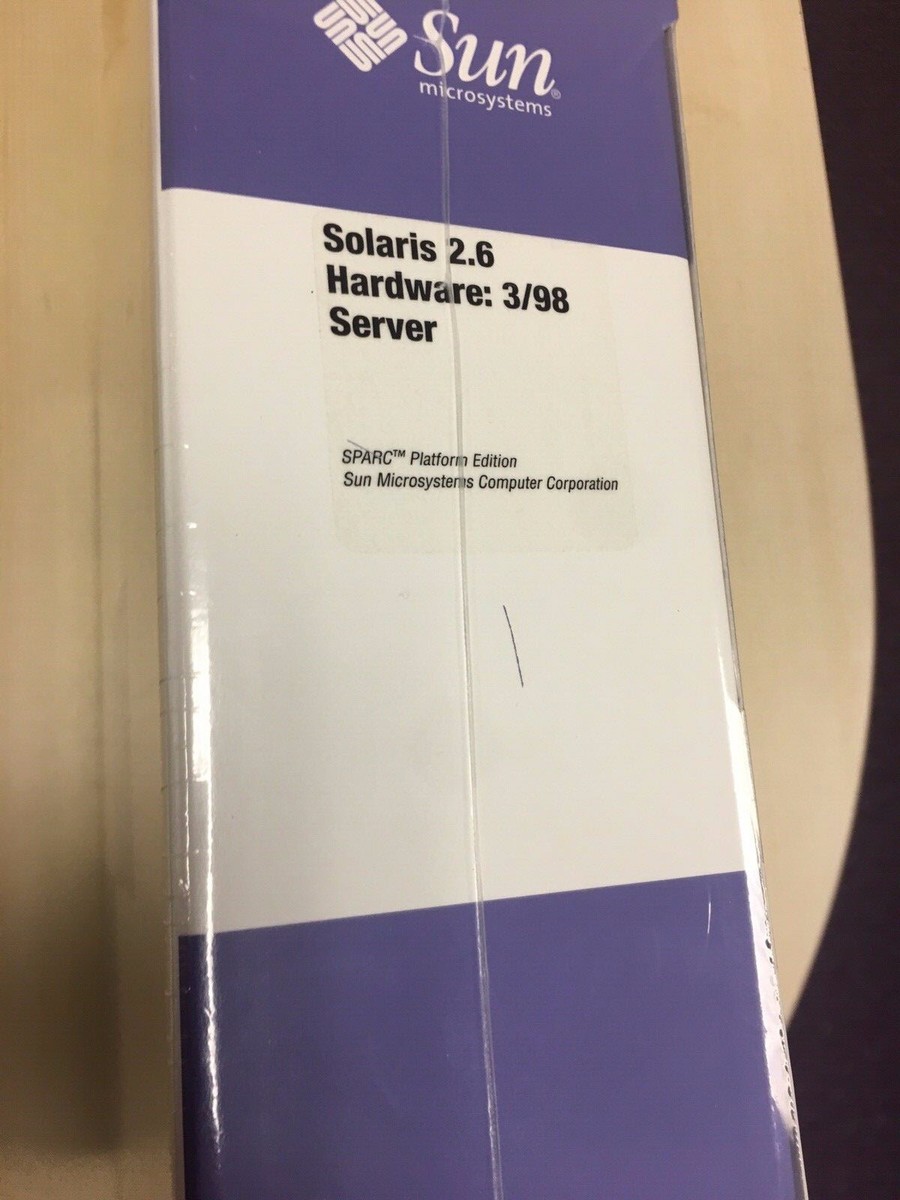 Sun
microsystems
Solaris 2.6
Hardware: 3/98
Server
SPARC™ Platform Edition
Sun Microsystems Computer Corporation